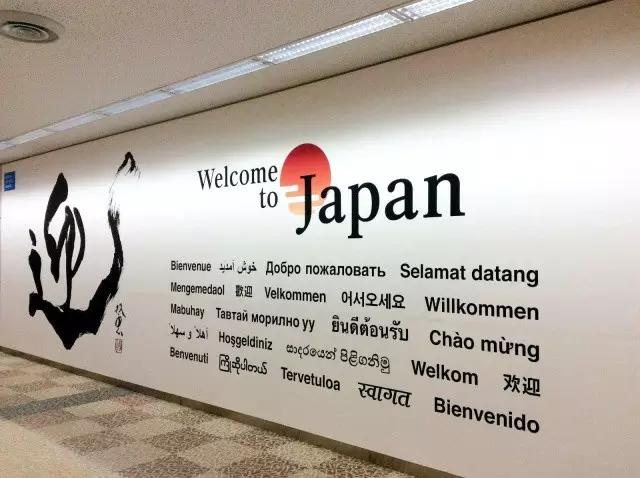 迎
Welcome
to Japan
Bienvenue خوش آمدید Добро пожаловать Selamat datang
Mengemedaol 歡迎 Velkommen 어서오세요 Willkommen
Mabuhay Тавтай морилно уу ยินดีต้อนรับ Chào mừng
أهلاً و سهلاً Hoşgeldiniz සාදරයෙන් පිළිගනිමු Welkom 欢迎
Benvenuti ကြိုဆိုပါတယ် Tervetuloa स्वागत Bienvenido